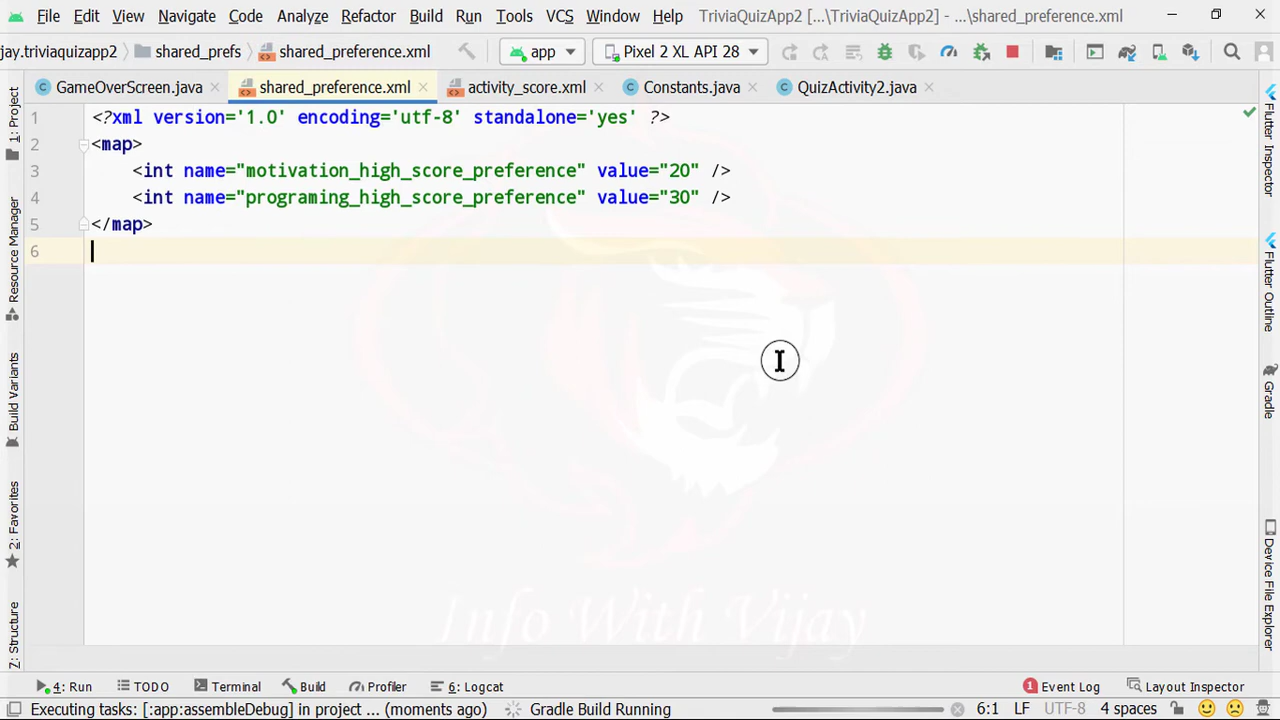 File Edit View Navigate Code Analyze Refactor Build Run Tools VCS Window Help TriviaQuizApp2 [...\TriviaQuizApp2] - ...\shared_preference.xml
jay.triviaquizapp2 shared_prefs shared_preference.xml app Pixel 2 XL API 28
GameOverScreen.java shared_preference.xml activity_score.xml Constants.java QuizActivity2.java
1 <?xml version='1.0' encoding='utf-8' standalone='yes' ?>
2 <map>
3 <int name="motivation_high_score_preference" value="20" />
4 <int name="programing_high_score_preference" value="30" />
5 </map>
6
1: Project
Resource Manager
Build Variants
2: Favorites
Z: Structure
Flutter Inspector
Flutter Outline
Gradle
Device File Explorer
Info With Vijay
4: Run TODO Terminal Build Profiler 6: Logcat 1 Event Log Layout Inspector
Executing tasks: [:app:assembleDebug] in project ... (moments ago) Gradle Build Running 6:1 LF UTF-8 4 spaces